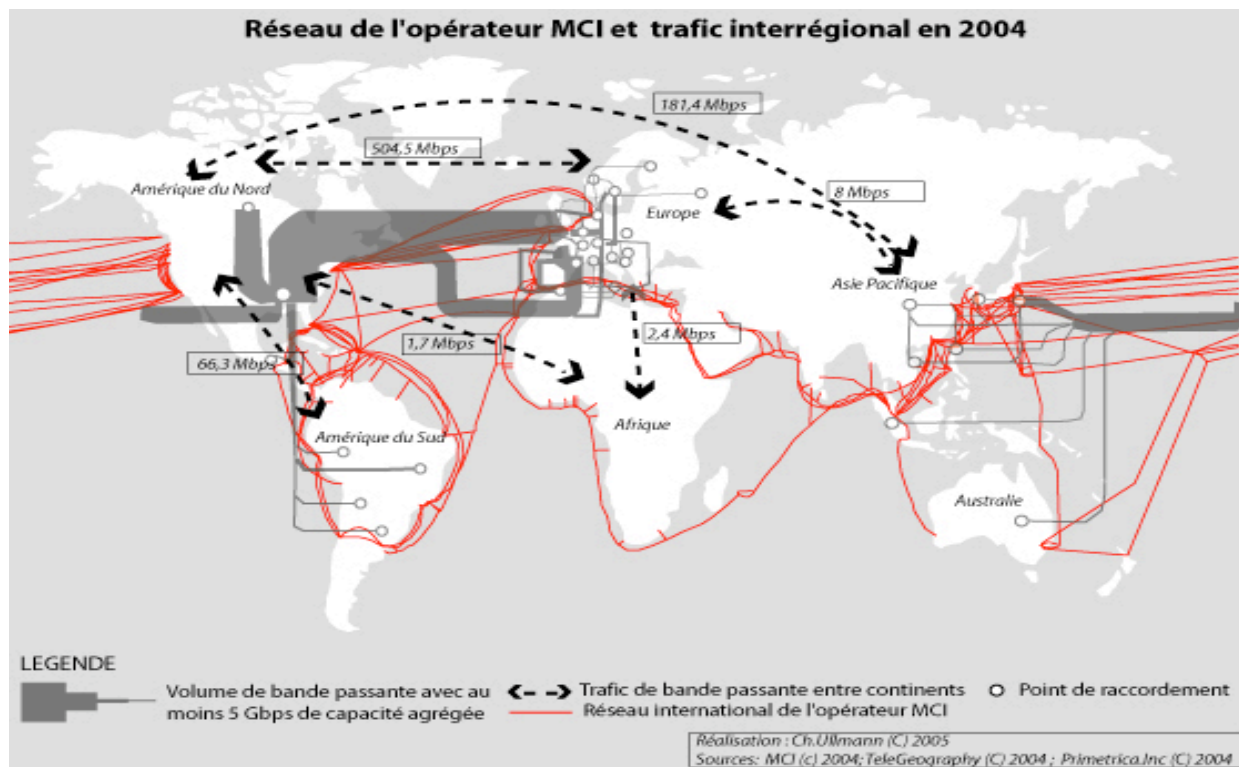 Réseau de l'opérateur MCI et trafic interrégional en 2004
181,4 Mbps
504,5 Mbps
Amérique du Nord
8 Mbps
Europe
Asie Pacifique
1,7 Mbps
2,4 Mbps
66,3 Mbps
Afrique
Amérique du Sud
Australie
LEGENDE
Volume de bande passante avec au
moins 5 Gbps de capacité agrégée
Trafic de bande passante entre continents
Réseau international de l'opérateur MCI
Point de raccordement
Réalisation : Ch.Ullmann (C) 2005
Sources: MCI (c) 2004; TeleGeography (C) 2004 ; Primetrica.Inc (C) 2004